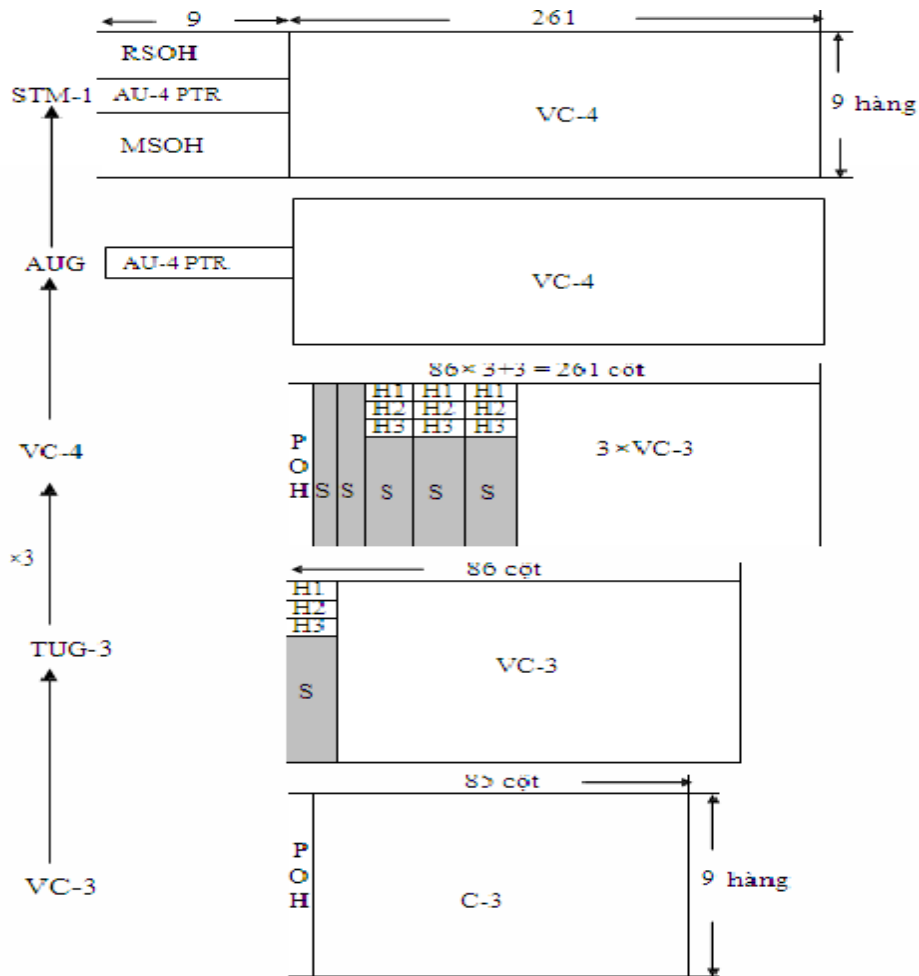 9 261
RSOH
STM-1 AU-4 PTR VC-4 9 hàng
MSOH
AUG AU-4 PTR VC-4
86×3+3 = 261 cột
H1 H1 H1
H2 H2 H2
H3 H3 H3
VC-4 POH S S S S S 3×VC-3
×3
86 cột
H1
H2
H3
TUG-3 VC-3
S
85 cột
VC-3 POH C-3 9 hàng